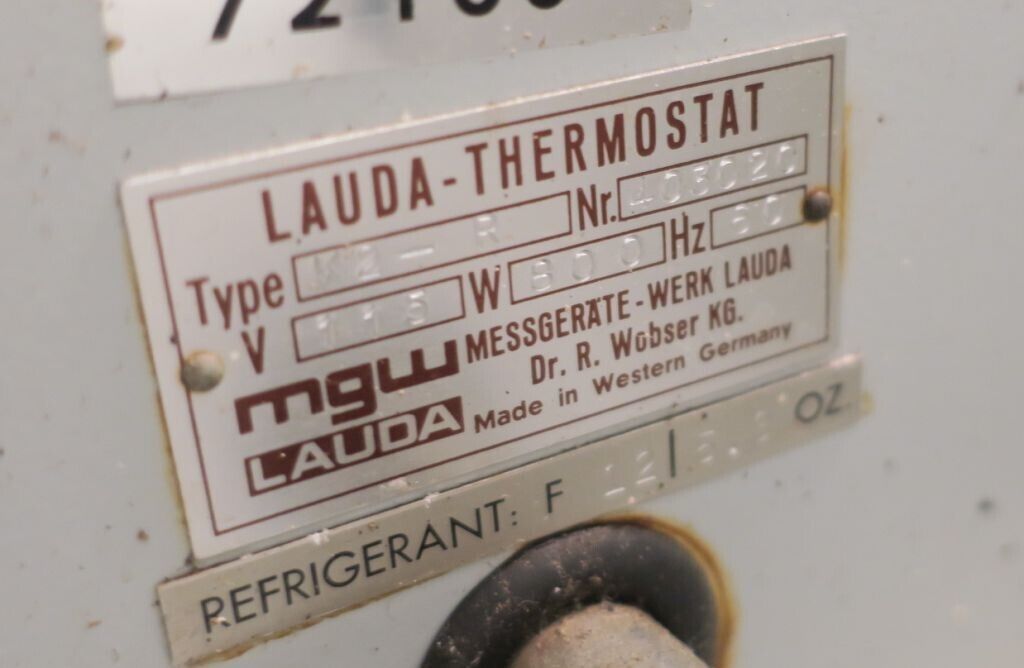 LAUDA-THERMOSTAT
Type K2-R Nr. 403020
V 115 W 800 Hz 60
mgw MESSGERÄTE-WERK LAUDA
Dr. R. Wobser KG.
LAUDA Made in Western Germany
REFRIGERANT: F 12 | OZ.